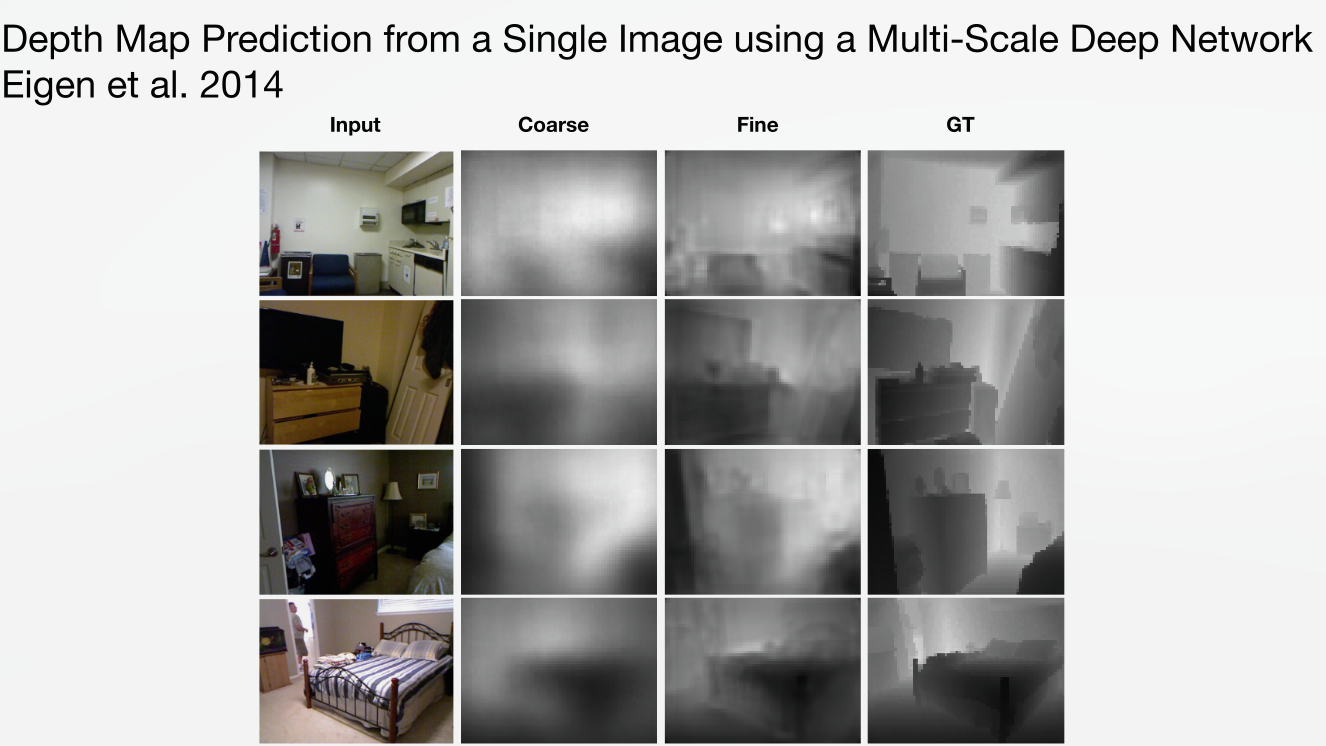 Depth Map Prediction from a Single Image using a Multi-Scale Deep Network
Eigen et al. 2014
Input Coarse Fine GT